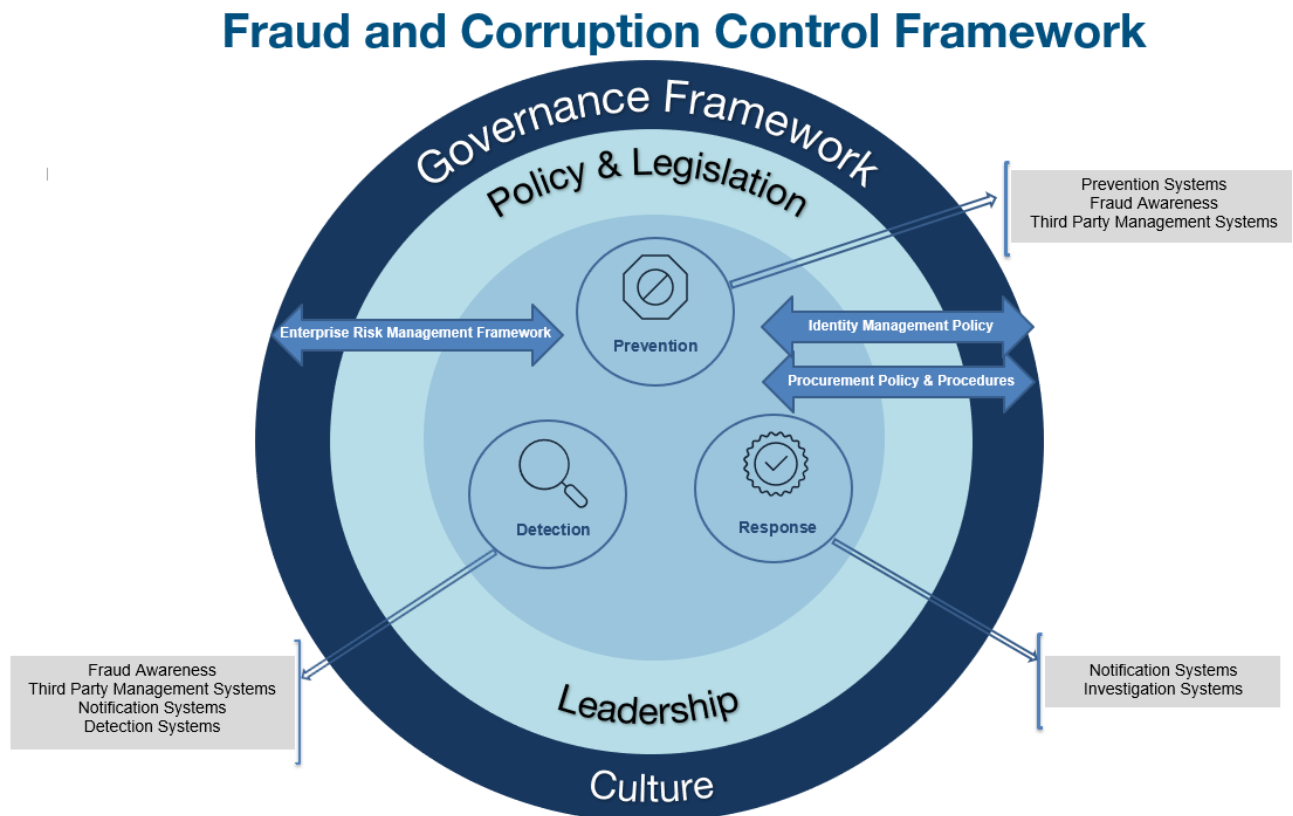 Fraud and Corruption Control Framework
Governance Framework
Policy & Legislation
Prevention Systems
Fraud Awareness
Third Party Management Systems
Enterprise Risk Management Framework
Prevention
Identity Management Policy
Procurement Policy & Procedures
Detection
Response
Fraud Awareness
Third Party Management Systems
Notification Systems
Detection Systems
Notification Systems
Investigation Systems
Leadership
Culture